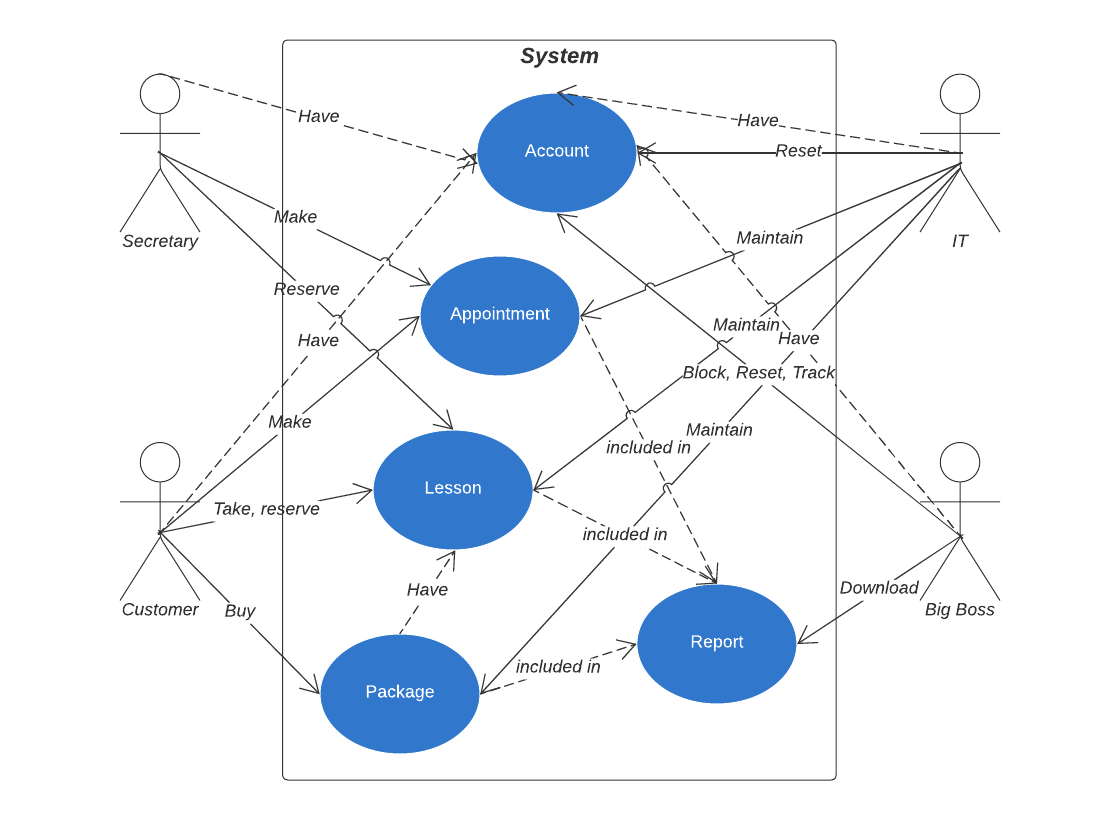 System
Have
Have
Account
Reset
Make
Maintain
Secretary
IT
Reserve
Appointment
Maintain
Have
Have
Block, Reset, Track
Make
Maintain
included in
Lesson
Take, reserve
included in
Have
Download
Customer
Buy
Big Boss
Report
included in
Package